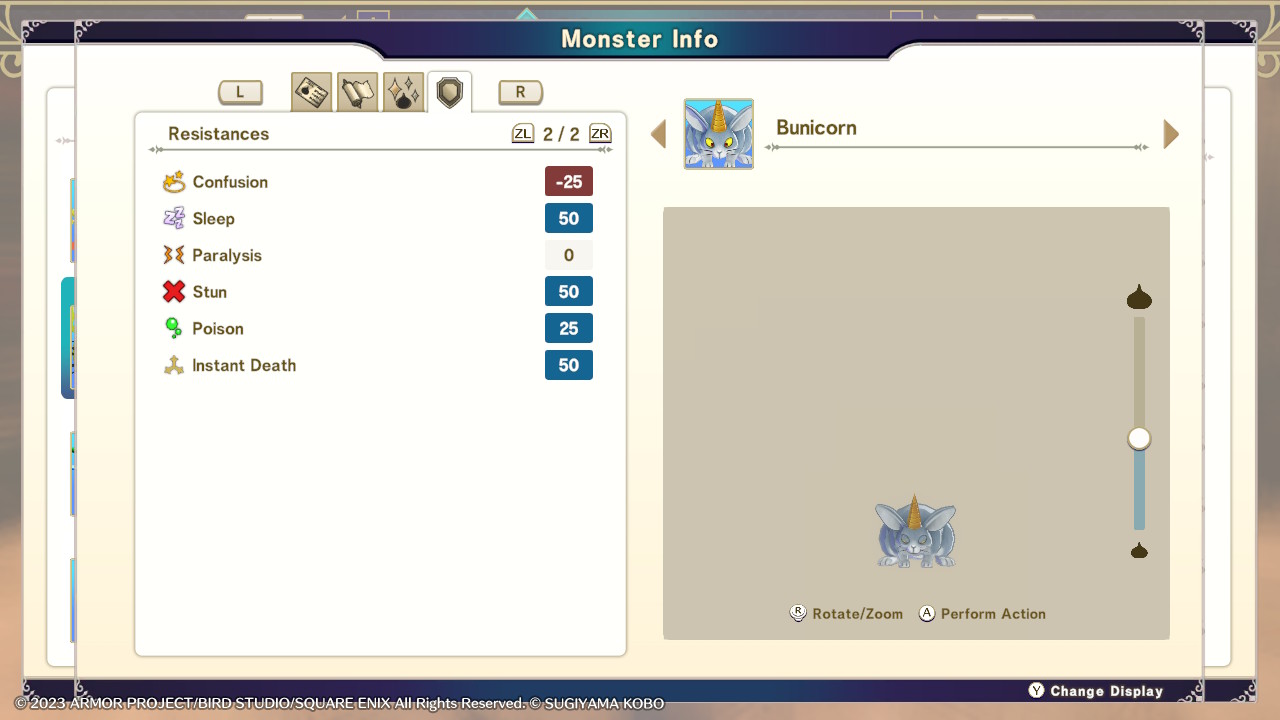 Monster Info
L
R
Resistances
ZL 2 / 2 ZR
Bunicorn
Confusion -25
Sleep 50
Paralysis 0
Stun 50
Poison 25
Instant Death 50
R Rotate/Zoom A Perform Action
Y Change Display
© 2023 ARMOR PROJECT/BIRD STUDIO/SQUARE ENIX All Rights Reserved. © SUGIYAMA KOBO